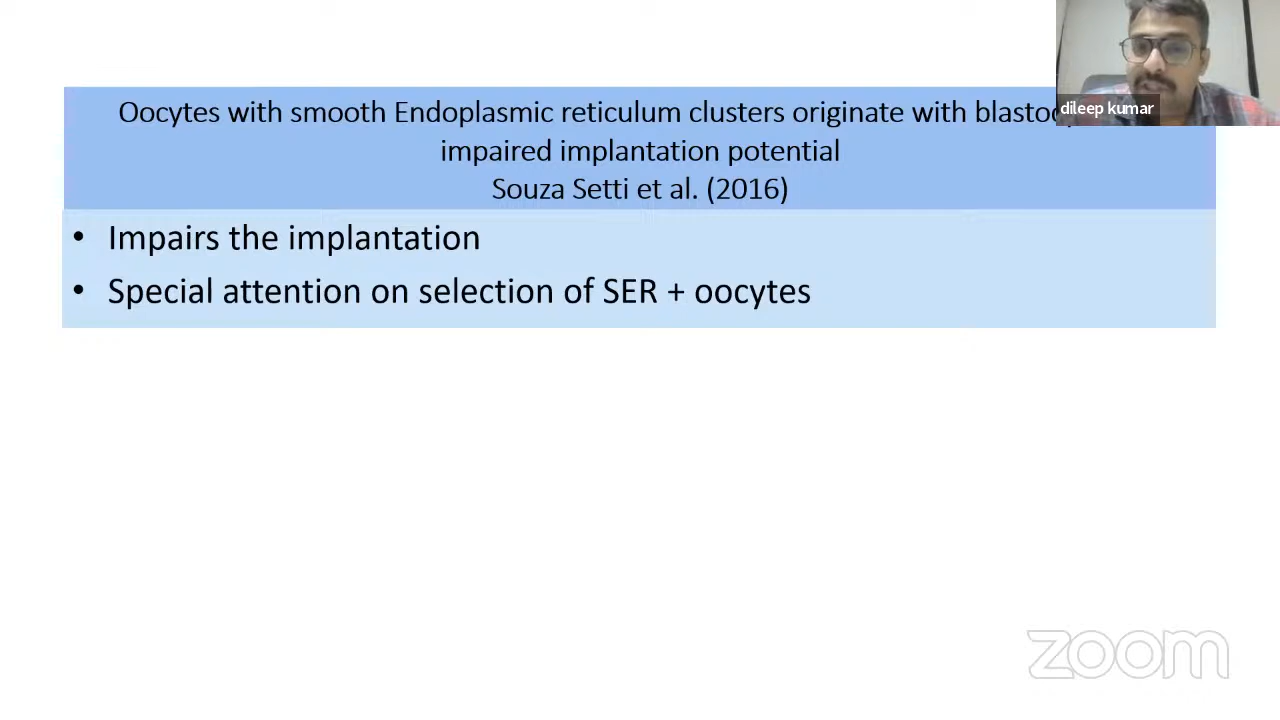 Oocytes with smooth Endoplasmic reticulum clusters originate with
impaired implantation potential
Souza Setti et al. (2016)
• Impairs the implantation
• Special attention on selection of SER + oocytes
dileep kumar
zoom